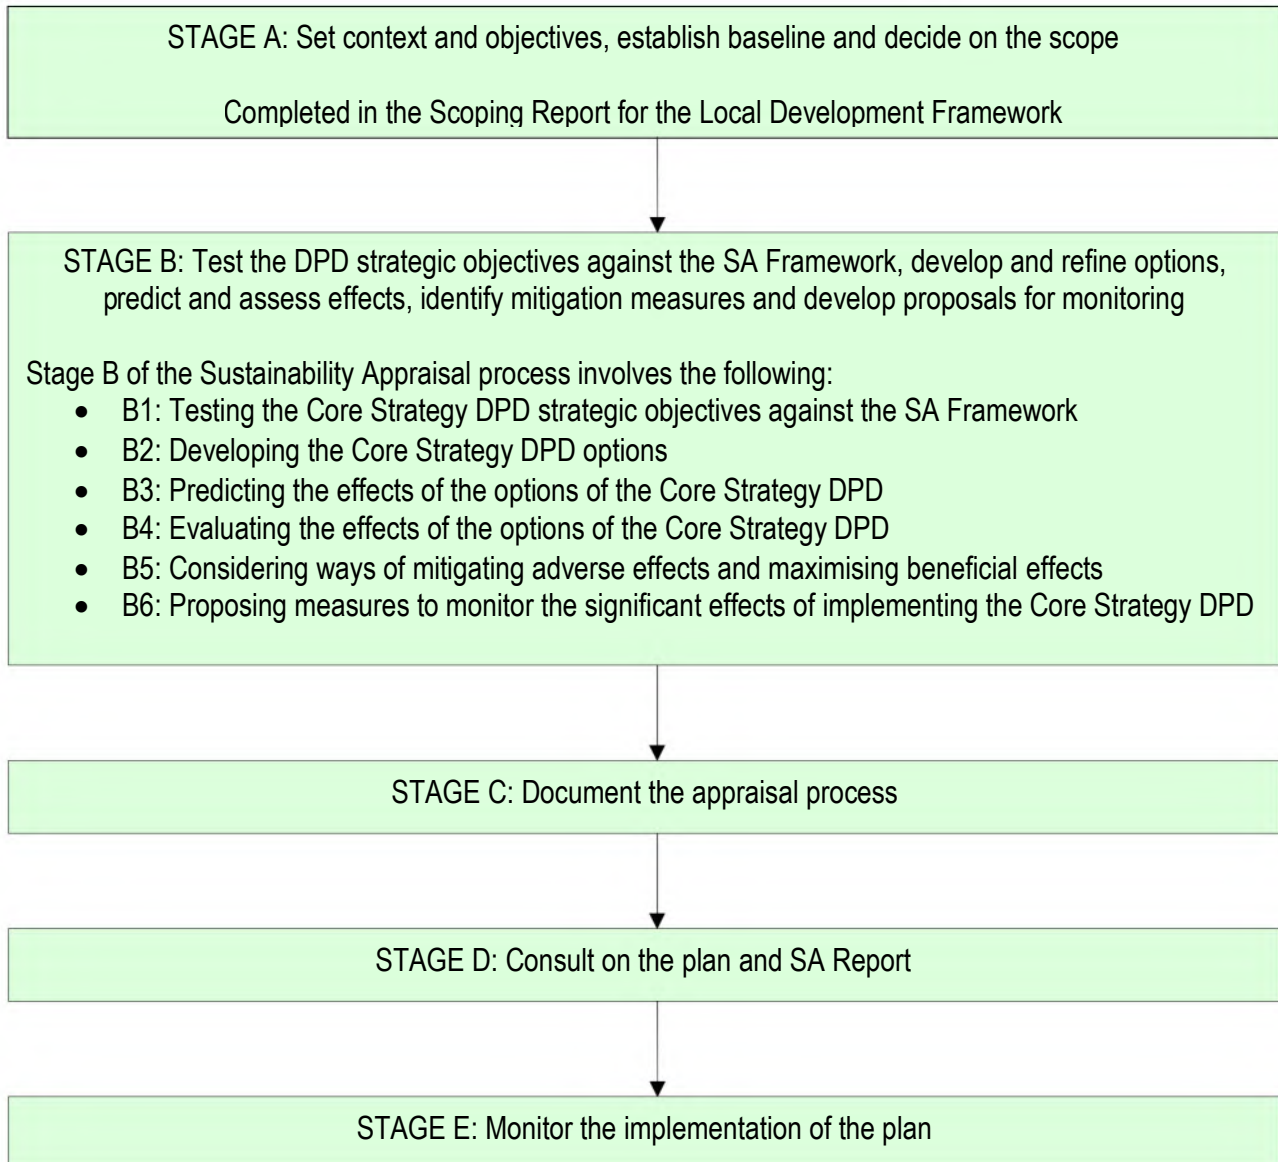 STAGE A: Set context and objectives, establish baseline and decide on the scope
Completed in the Scoping Report for the Local Development Framework
STAGE B: Test the DPD strategic objectives against the SA Framework, develop and refine options,
predict and assess effects, identify mitigation measures and develop proposals for monitoring
Stage B of the Sustainability Appraisal process involves the following:
• B1: Testing the Core Strategy DPD strategic objectives against the SA Framework
• B2: Developing the Core Strategy DPD options
• B3: Predicting the effects of the options of the Core Strategy DPD
• B4: Evaluating the effects of the options of the Core Strategy DPD
• B5: Considering ways of mitigating adverse effects and maximising beneficial effects
• B6: Proposing measures to monitor the significant effects of implementing the Core Strategy DPD
STAGE C: Document the appraisal process
STAGE D: Consult on the plan and SA Report
STAGE E: Monitor the implementation of the plan